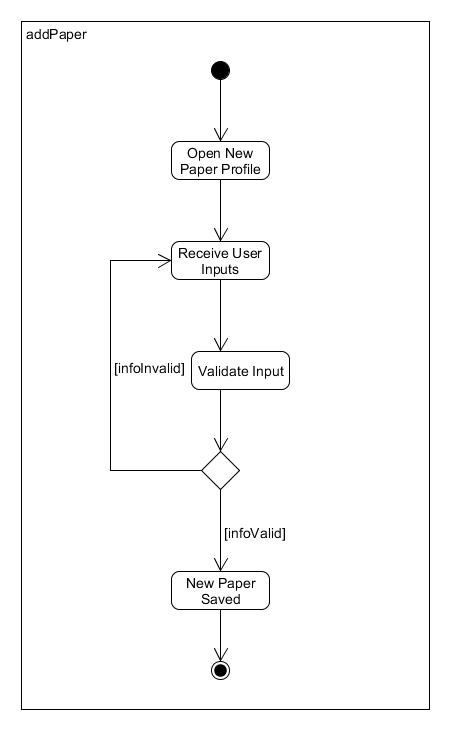 addPaper
Open New
Paper Profile
Receive User
Inputs
[infoInvalid]
Validate Input
[infoValid]
New Paper
Saved